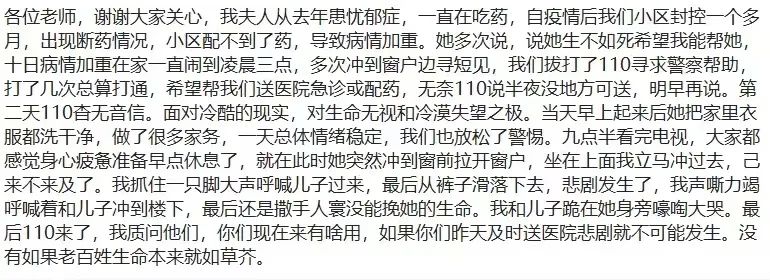 各位老师，谢谢大家关心，我夫人从去年患忧郁症，一直在吃药，自疫情后我们小区封控一个多
月，出现断药情况，小区配不到了药，导致病情加重。她多次说，说她生不如死希望我能帮她，
十日病情加重在家一直闹到凌晨三点，多次冲到窗户边寻短见，我们拔打了110寻求警察帮助，
打了几次总算打通，希望帮我们送医院急诊或配药，无奈110说半夜没地方可送，明早再说。第
二天110杳无音信。面对冷酷的现实，对生命无视和冷漠失望之极。当天早上起来后她把家里衣
服都洗干净，做了很多家务，一天总体情绪稳定，我们也放松了警惕。九点半看完电视，大家都
感觉身心疲惫准备早点休息了，就在此时她突然冲到窗前拉开窗户，坐在上面我立马冲过去，己
来不来及了。我抓住一只脚大声呼喊儿子过来，最后从裤子滑落下去，悲剧发生了，我声嘶力竭
呼喊着和儿子冲到楼下，最后还是撒手人寰没能挽她的生命。我和儿子跪在她身旁嚎啕大哭。最
后110来了，我质问他们，你们现在来有啥用，如果你们昨天及时送医院悲剧就不可能发生。没
有如果老百姓生命本来就如草芥。